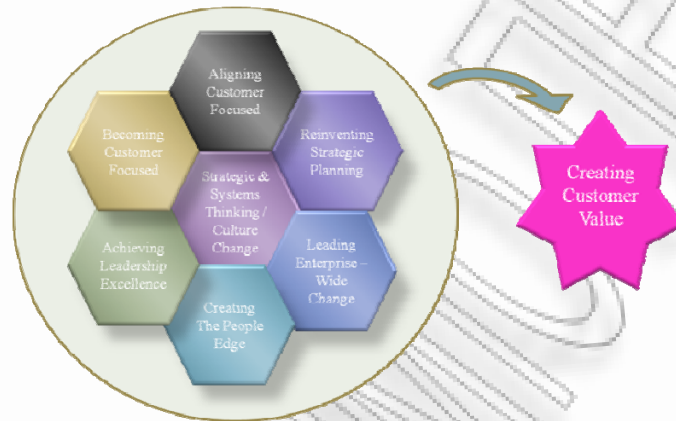 Aligning
Customer
Focused
Becoming
Customer
Focused
Reinventing
Strategic
Planning
Strategic &
Systems
Thinking /
Culture
Change
Achieving
Leadership
Excellence
Leading
Enterprise –
Wide
Change
Creating
The People
Edge
Creating
Customer
Value